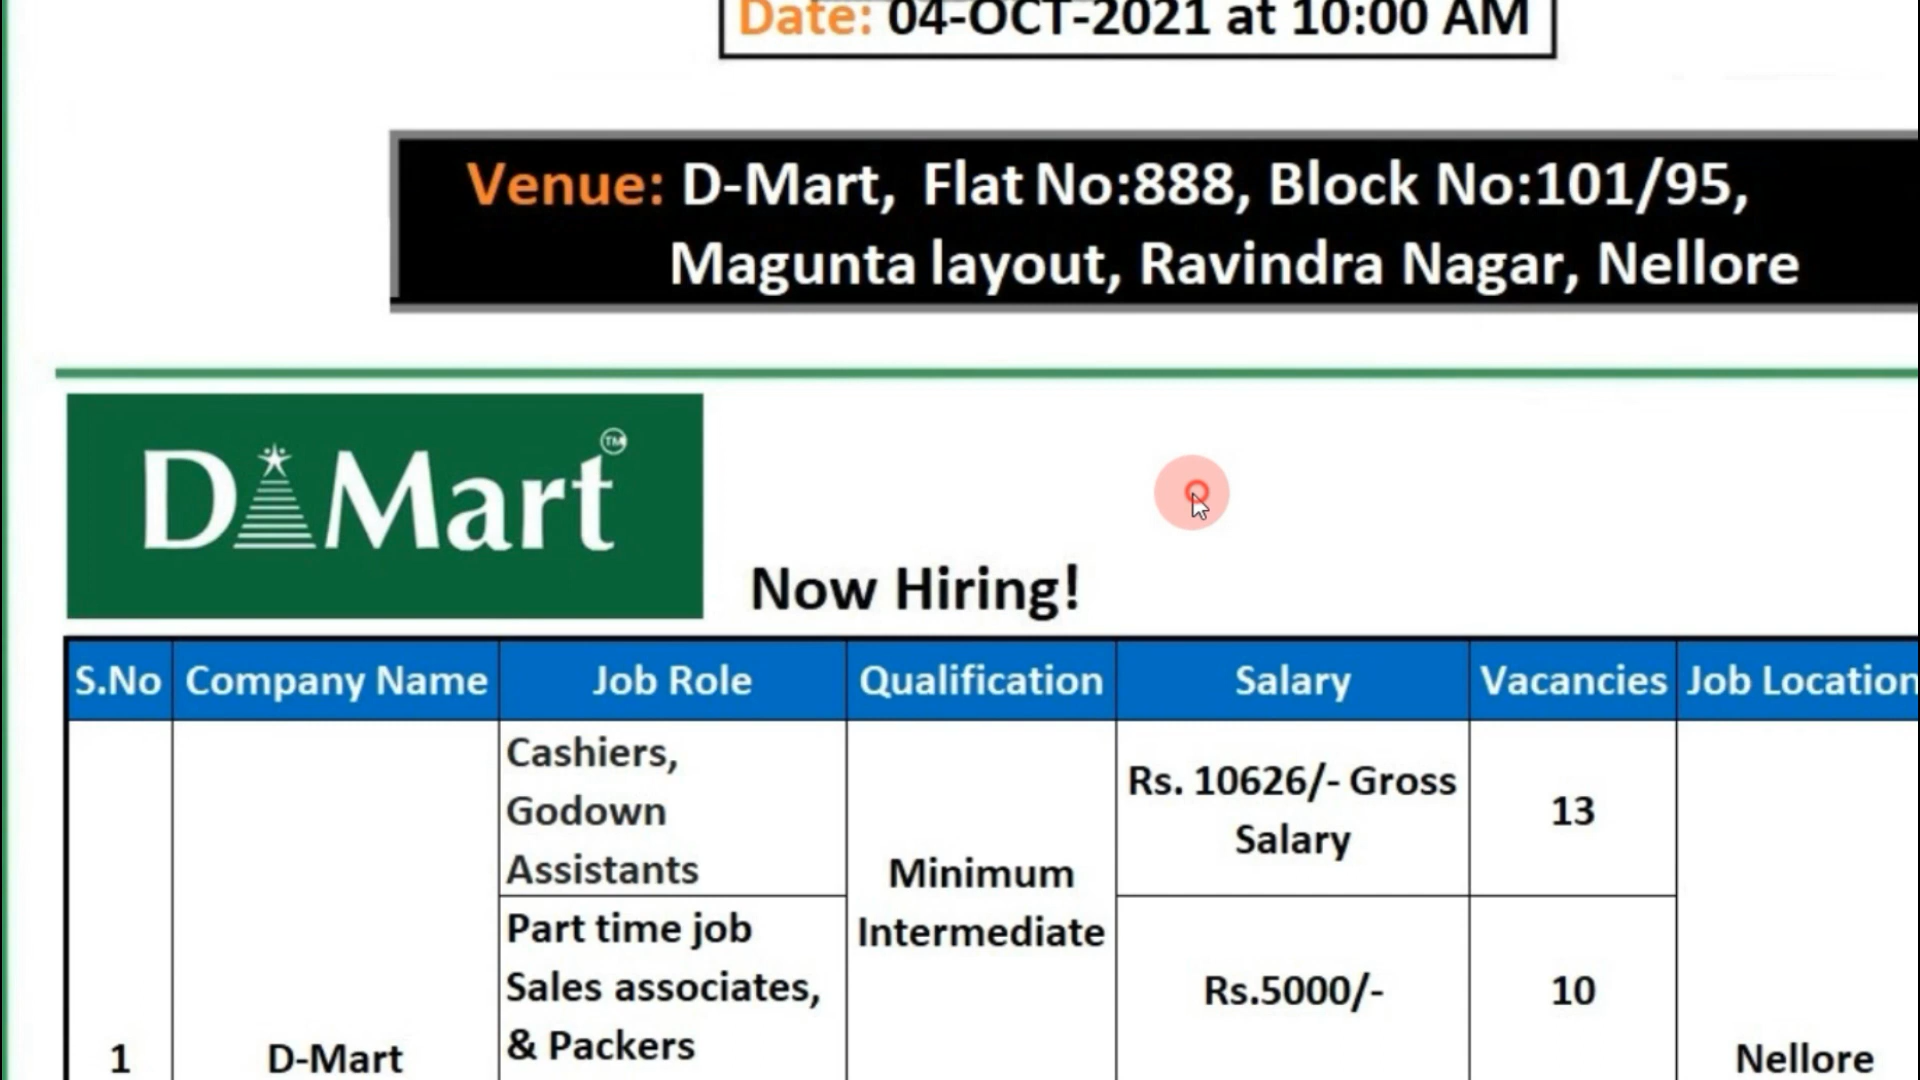 Date: 04-OCT-2021 at 10:00 AM
Venue: D-Mart, Flat No:888, Block No:101/95,
Magunta layout, Ravindra Nagar, Nellore
D Mart TM
Now Hiring!
S.No Company Name Job Role Qualification Salary Vacancies Job Location
Cashiers,
Godown
Assistants
Rs. 10626/- Gross
Salary
13
Minimum
Intermediate
Part time job
Sales associates,
& Packers
Rs.5000/-
10
1 D-Mart Nellore